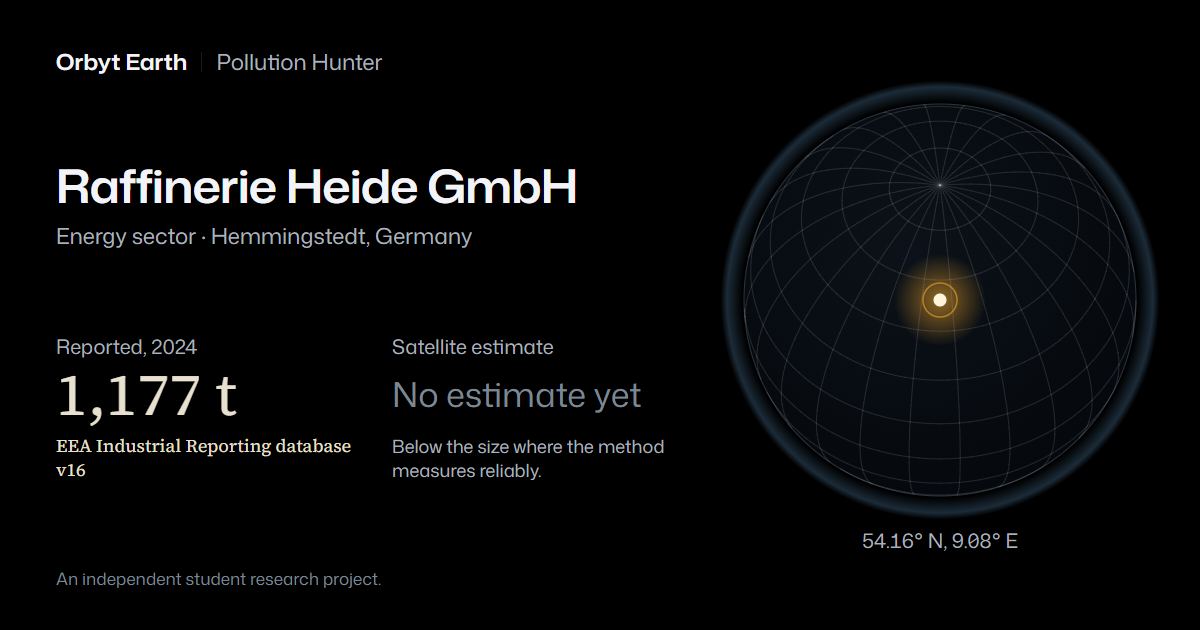 Orbyt Earth | Pollution Hunter
Raffinerie Heide GmbH
Energy sector · Hemmingstedt, Germany
Reported, 2024
1,177 t
EEA Industrial Reporting database
v16
Satellite estimate
No estimate yet
Below the size where the method
measures reliably.
54.16° N, 9.08° E
An independent student research project.